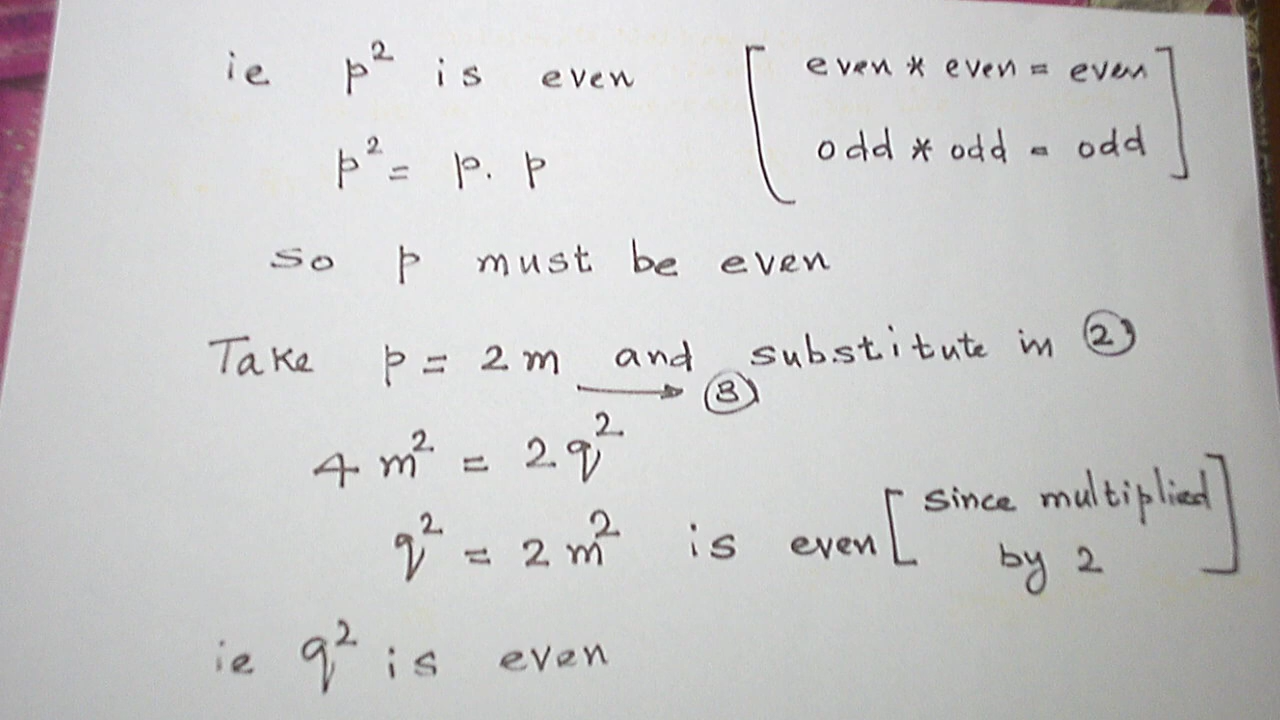 ie p² is even [ even * even = even
odd * odd = odd ]
p² = p. p
so p must be even
Take p = 2m and substitute in ②
→ ③
4m² = 2q²
q² = 2m² is even [ since multiplied
by 2 ]
ie q² is even